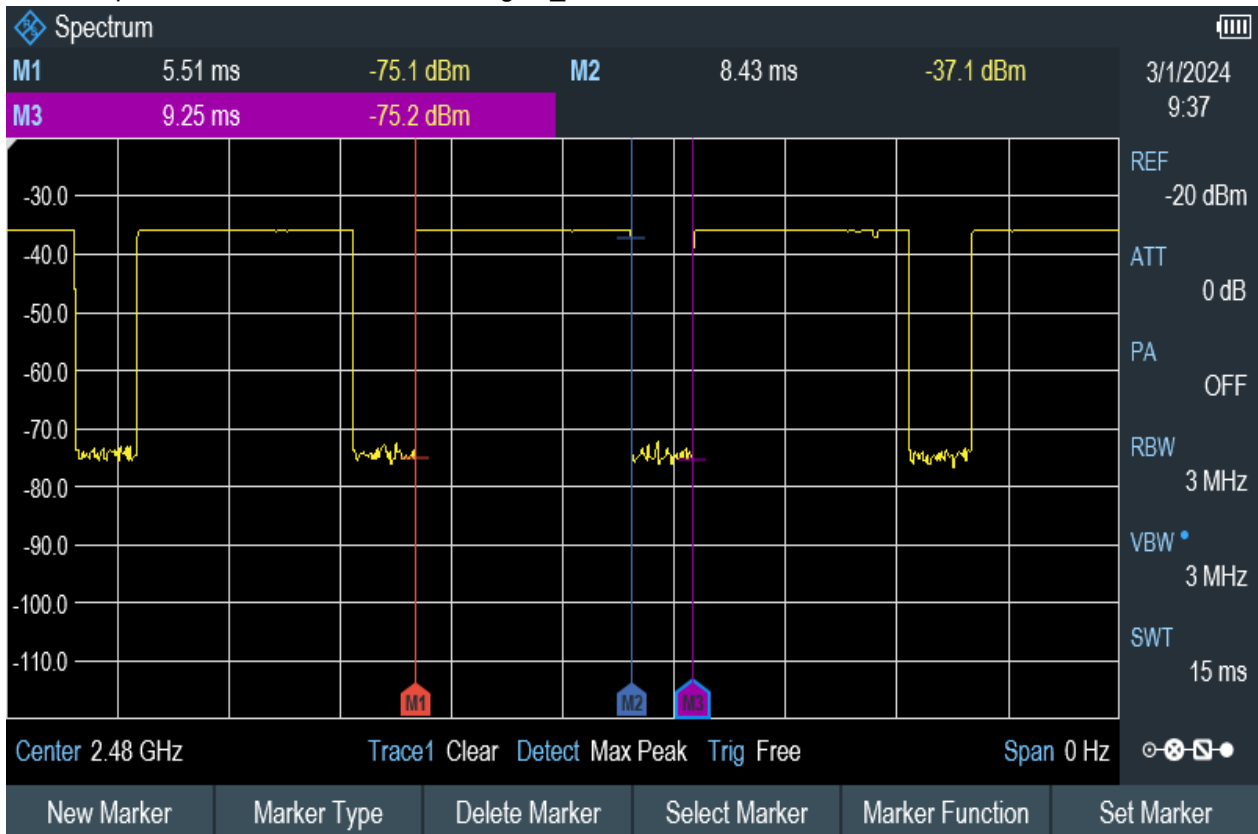 Spectrum
M1 5.51 ms -75.1 dBm M2 8.43 ms -37.1 dBm
M3 9.25 ms -75.2 dBm
3/1/2024
9:37
-30.0
-40.0
-50.0
-60.0
-70.0
-80.0
-90.0
-100.0
-110.0
M1 M2 M3
REF
-20 dBm
ATT
0 dB
PA
OFF
RBW
3 MHz
VBW
3 MHz
SWT
15 ms
Center 2.48 GHz Trace1 Clear Detect Max Peak Trig Free Span 0 Hz
New Marker Marker Type Delete Marker Select Marker Marker Function Set Marker